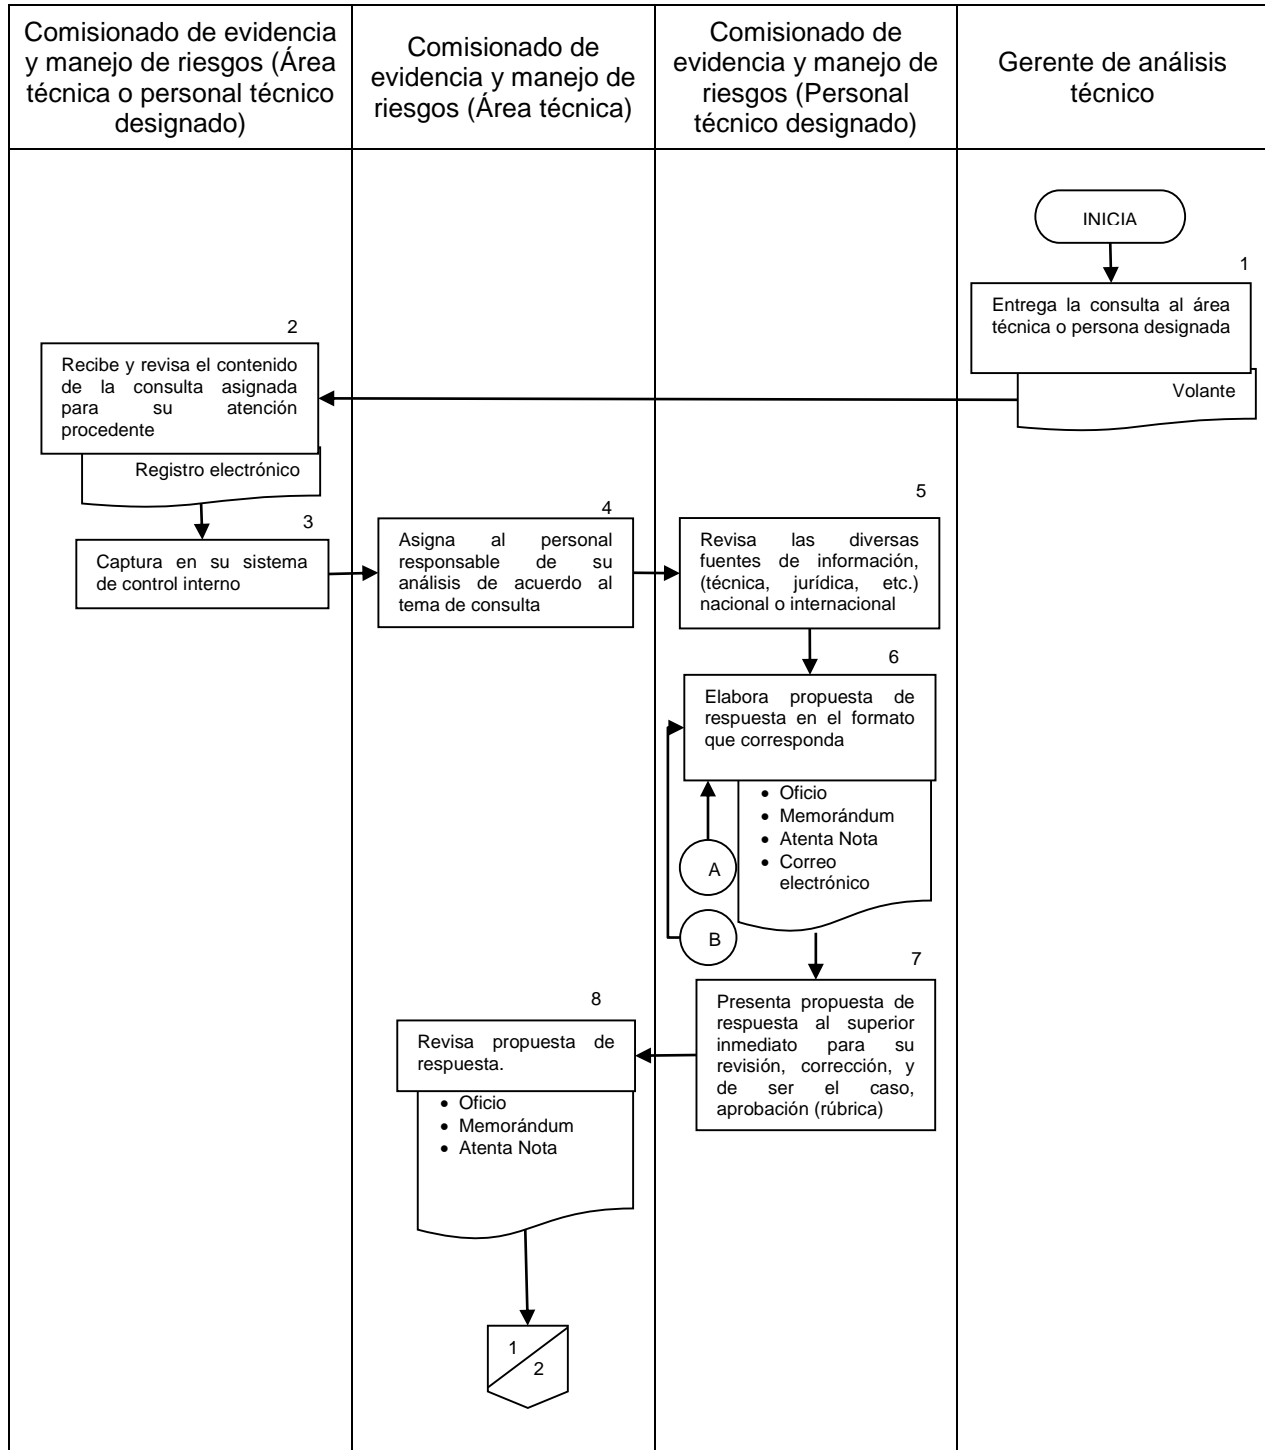 Comisionado de evidencia
y manejo de riesgos (Área
técnica o personal técnico
designado)
Comisionado de
evidencia y manejo de
riesgos (Área técnica)
Comisionado de
evidencia y manejo de
riesgos (Personal
técnico designado)
Gerente de análisis
técnico
INICIA
1
Entrega la consulta al área
técnica o persona designada
Volante
2
Recibe y revisa el contenido
de la consulta asignada
para su atención
procedente
Registro electrónico
3
Captura en su sistema
de control interno
4
Asigna al personal
responsable de su
análisis de acuerdo al
tema de consulta
5
Revisa las diversas
fuentes de información,
(técnica, jurídica, etc.)
nacional o internacional
6
Elabora propuesta de
respuesta en el formato
que corresponda
• Oficio
• Memorándum
• Atenta Nota
• Correo
electrónico
A
B
7
Presenta propuesta de
respuesta al superior
inmediato para su
revisión, corrección, y
de ser el caso,
aprobación (rúbrica)
8
Revisa propuesta de
respuesta.
• Oficio
• Memorándum
• Atenta Nota
1
2